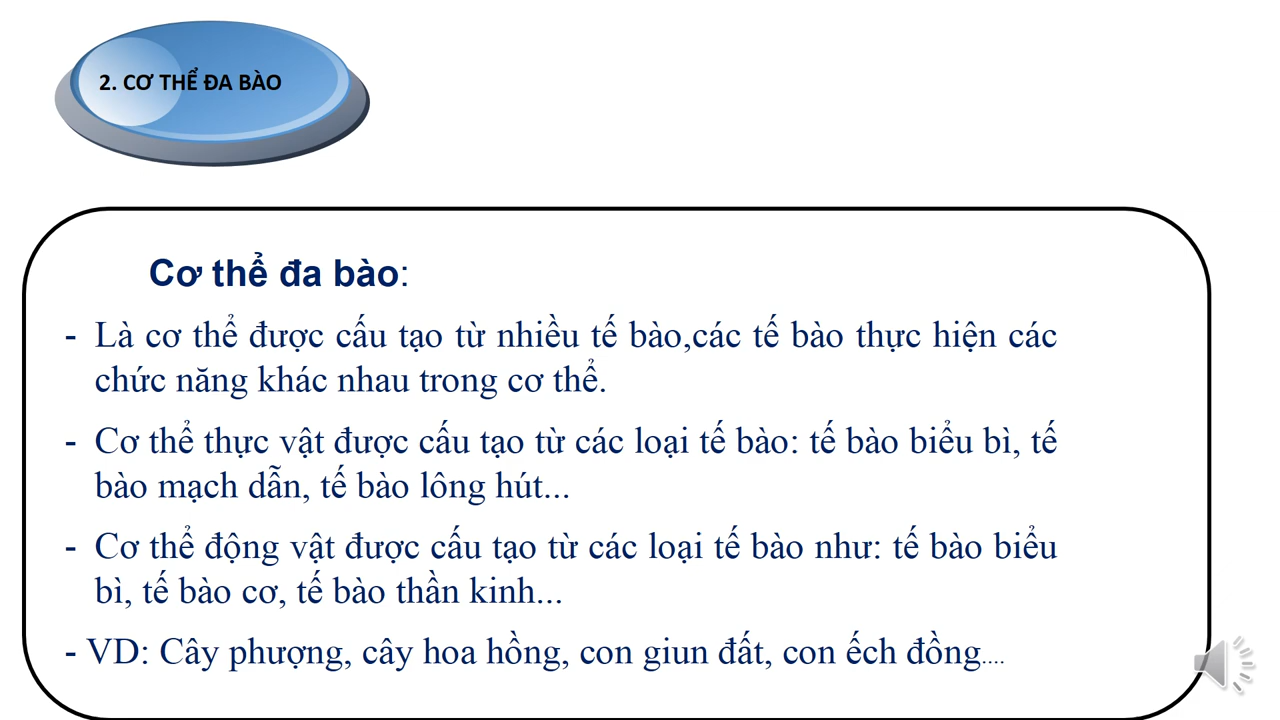 2. CƠ THỂ ĐA BÀO
Cơ thể đa bào:
- Là cơ thể được cấu tạo từ nhiều tế bào,các tế bào thực hiện các
chức năng khác nhau trong cơ thể.
- Cơ thể thực vật được cấu tạo từ các loại tế bào: tế bào biểu bì, tế
bào mạch dẫn, tế bào lông hút...
- Cơ thể động vật được cấu tạo từ các loại tế bào như: tế bào biểu
bì, tế bào cơ, tế bào thần kinh...
- VD: Cây phượng, cây hoa hồng, con giun đất, con ếch đồng....